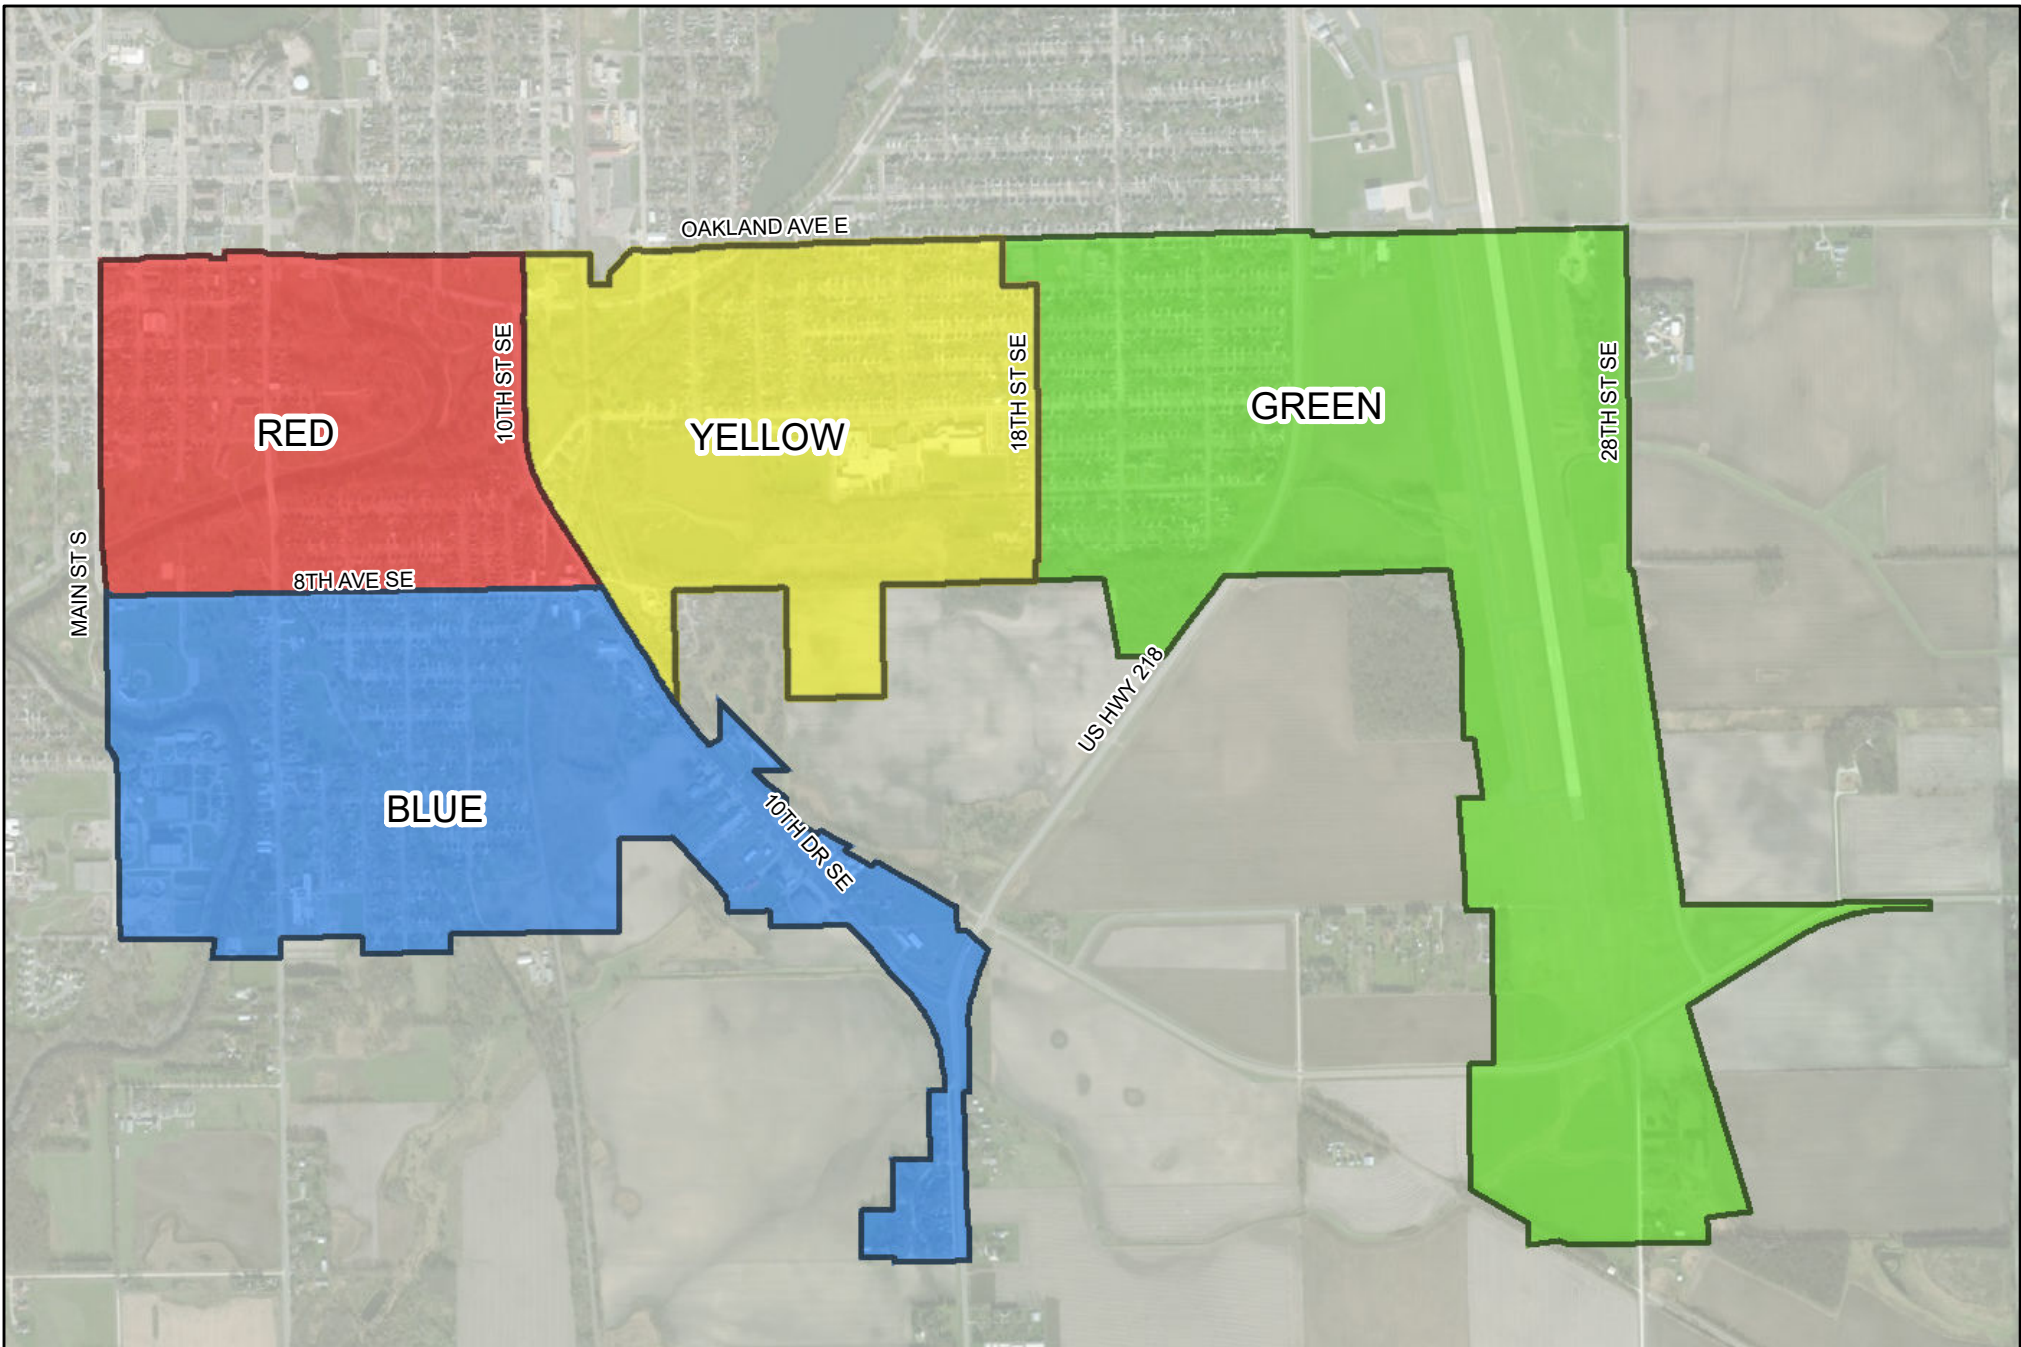 OAKLAND AVE E
10TH ST SE
18TH ST SE
28TH ST SE
RED
YELLOW
GREEN
MAIN ST S
8TH AVE SE
US HWY 218
BLUE
10TH DR SE